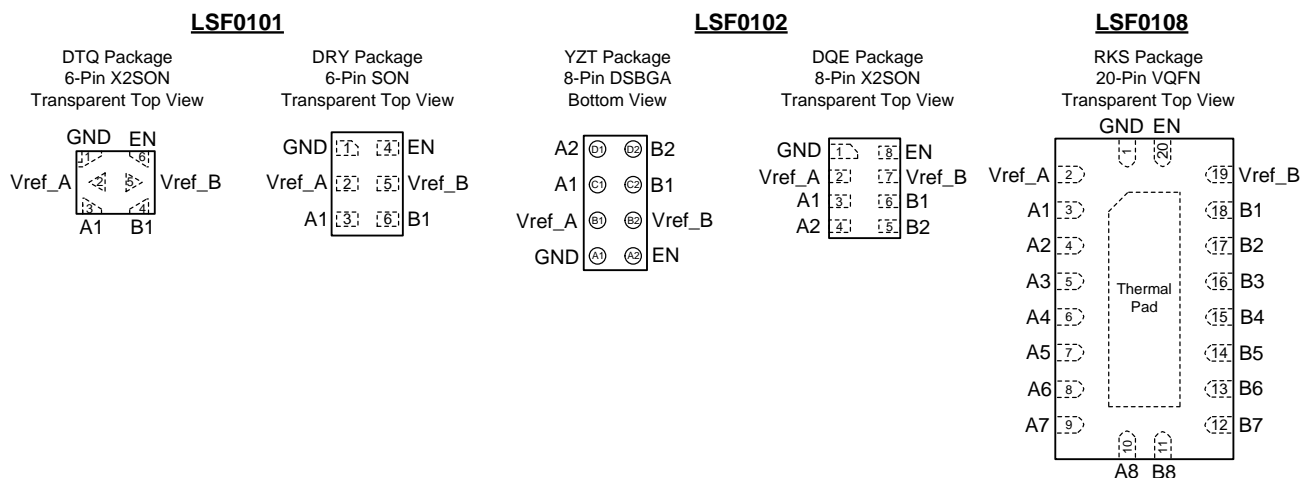 LSF0101
DTQ Package
6-Pin X2SON
Transparent Top View
GND EN
1 6
Vref_A 2 5 Vref_B
3 4
A1 B1
DRY Package
6-Pin SON
Transparent Top View
GND 1 4 EN
Vref_A 2 5 Vref_B
A1 3 6 B1
LSF0102
YZT Package
8-Pin DSBGA
Bottom View
A2 D1 D2 B2
A1 C1 C2 B1
Vref_A B1 B2 Vref_B
GND A1 A2 EN
DQE Package
8-Pin X2SON
Transparent Top View
GND 1 8 EN
Vref_A 2 7 Vref_B
A1 3 6 B1
A2 4 5 B2
LSF0108
RKS Package
20-Pin VQFN
Transparent Top View
GND EN
1 20
Vref_A 2 19 Vref_B
A1 3 18 B1
A2 4 17 B2
A3 5 16 B3
Thermal
Pad
A4 6 15 B4
A5 7 14 B5
A6 8 13 B6
A7 9 12 B7
10 11
A8 B8